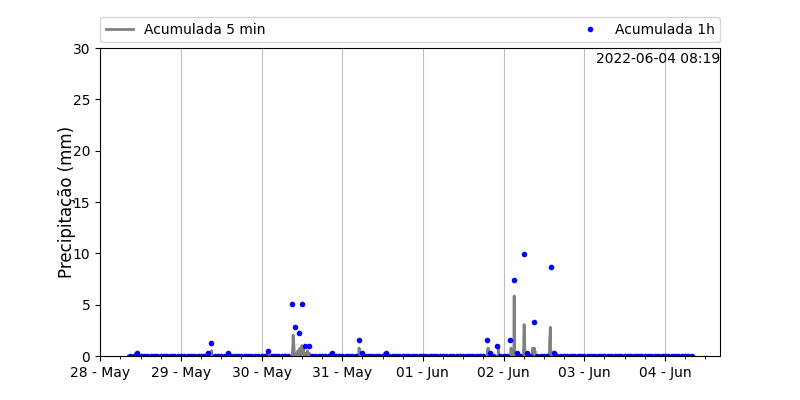 Acumulada 5 min
Acumulada 1h
2022-06-04 08:19
Precipitação (mm)
30
25
20
15
10
5
0
28 - May 29 - May 30 - May 31 - May 01 - Jun 02 - Jun 03 - Jun 04 - Jun